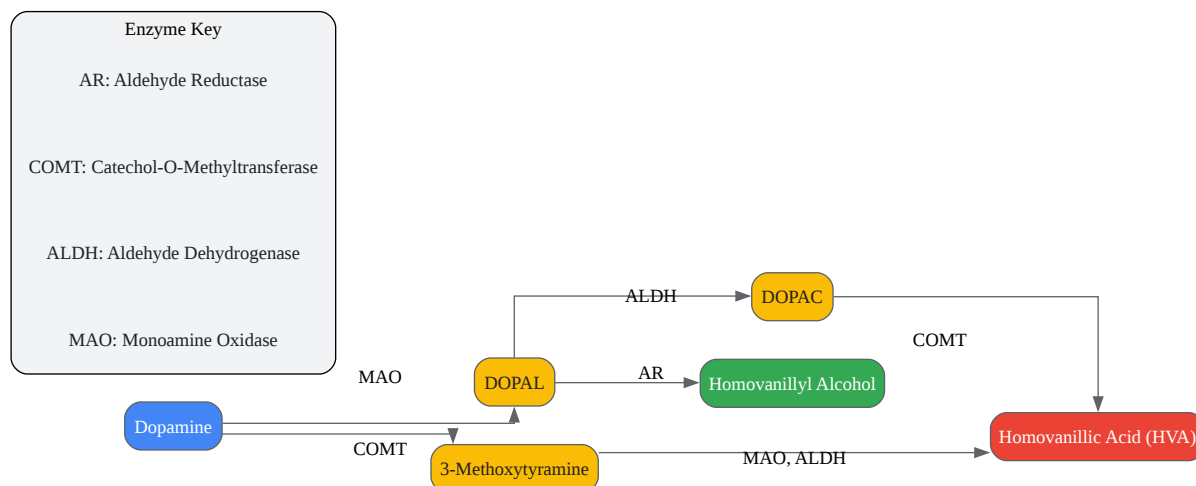 Enzyme Key
AR: Aldehyde Reductase
COMT: Catechol-O-Methyltransferase
ALDH: Aldehyde Dehydrogenase
MAO: Monoamine Oxidase
ALDH
DOPAC
COMT
MAO
DOPAL
AR
Homovanillyl Alcohol
Dopamine
COMT
3-Methoxytyramine
MAO, ALDH
Homovanillic Acid (HVA)